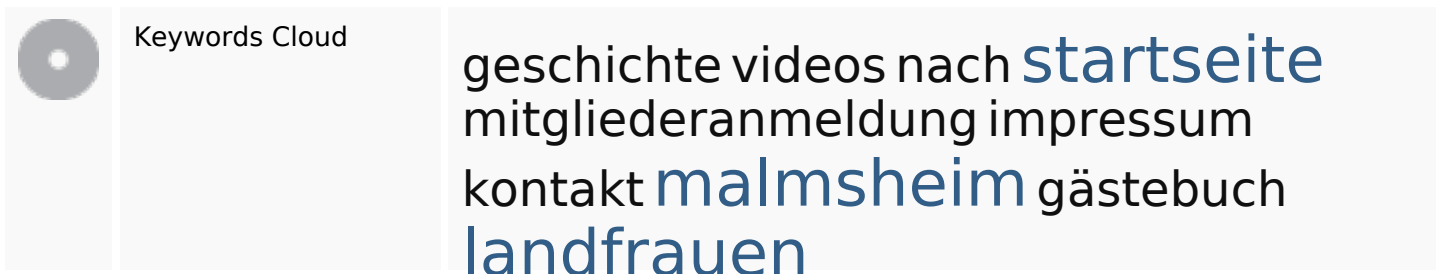 Keywords Cloud
geschichte videos nach startseite
mitgliederanmeldung impressum
kontakt malmsheim gästebuch
landfrauen